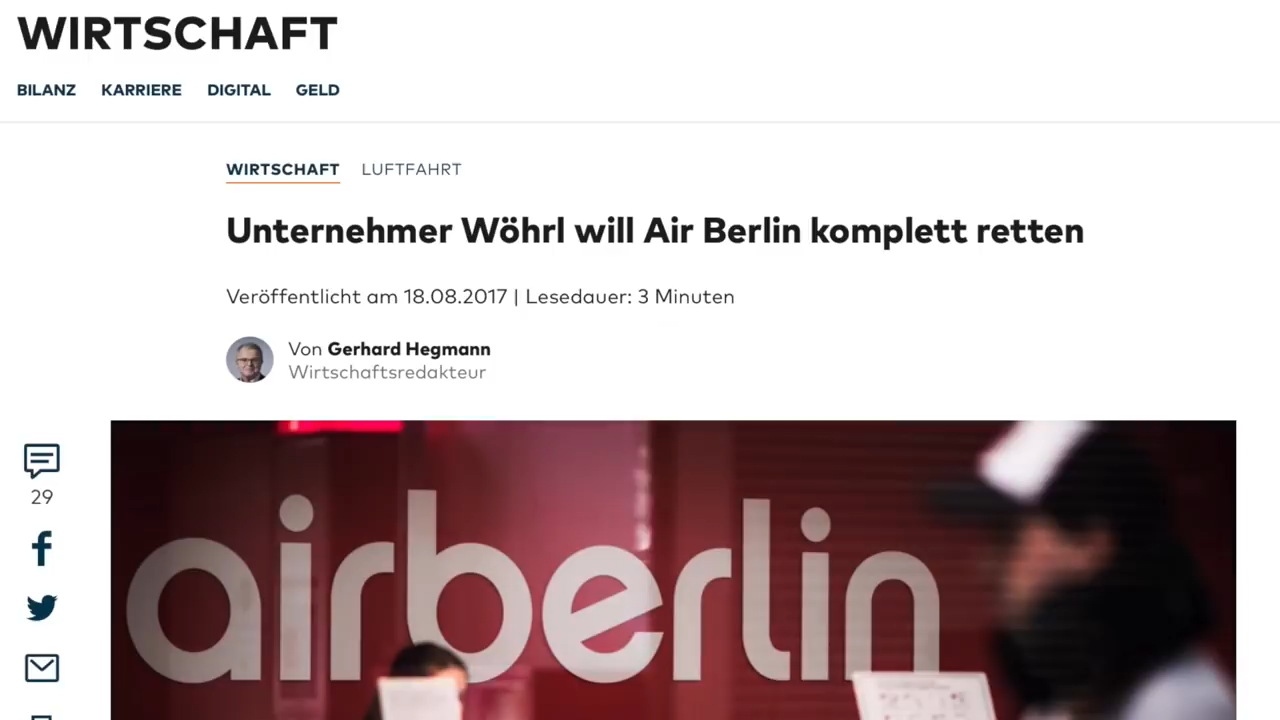 WIRTSCHAFT
BILANZ KARRIERE DIGITAL GELD
WIRTSCHAFT LUFTFAHRT
Unternehmer Wöhrl will Air Berlin komplett retten
Veröffentlicht am 18.08.2017 | Lesedauer: 3 Minuten
Von Gerhard Hegmann
Wirtschaftsredakteur
29
airberlin